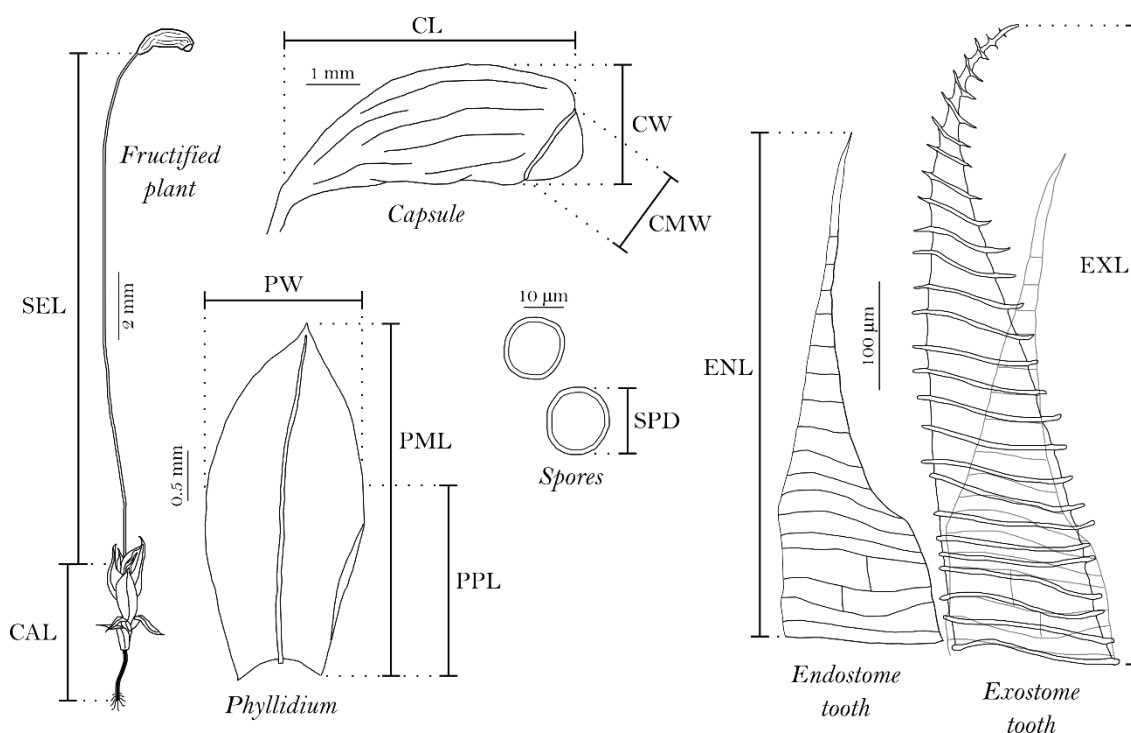 CL
1 mm
CW
Fructified
plant
Capsule
CMW
SEL
2 mm
PW
10 µm
EXL
100 µm
ENL
PML
SPD
0.5 mm
Spores
PPL
CAL
Phyllidium
Endostome
tooth
Exostome
tooth